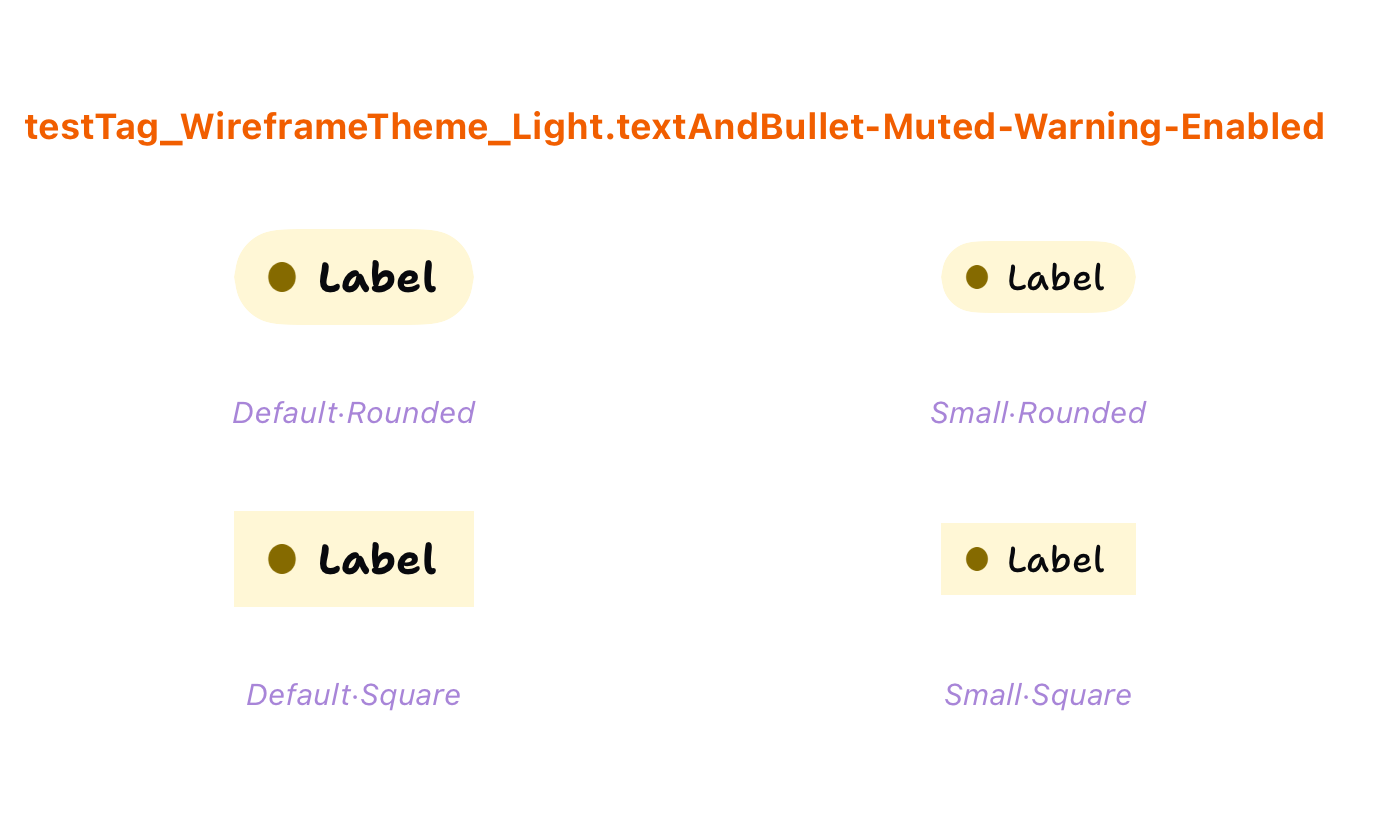 testTag_WireframeTheme_Light.textAndBullet-Muted-Warning-Enabled
Label
Label
Default·Rounded
Small·Rounded
Label
Label
Default·Square
Small·Square